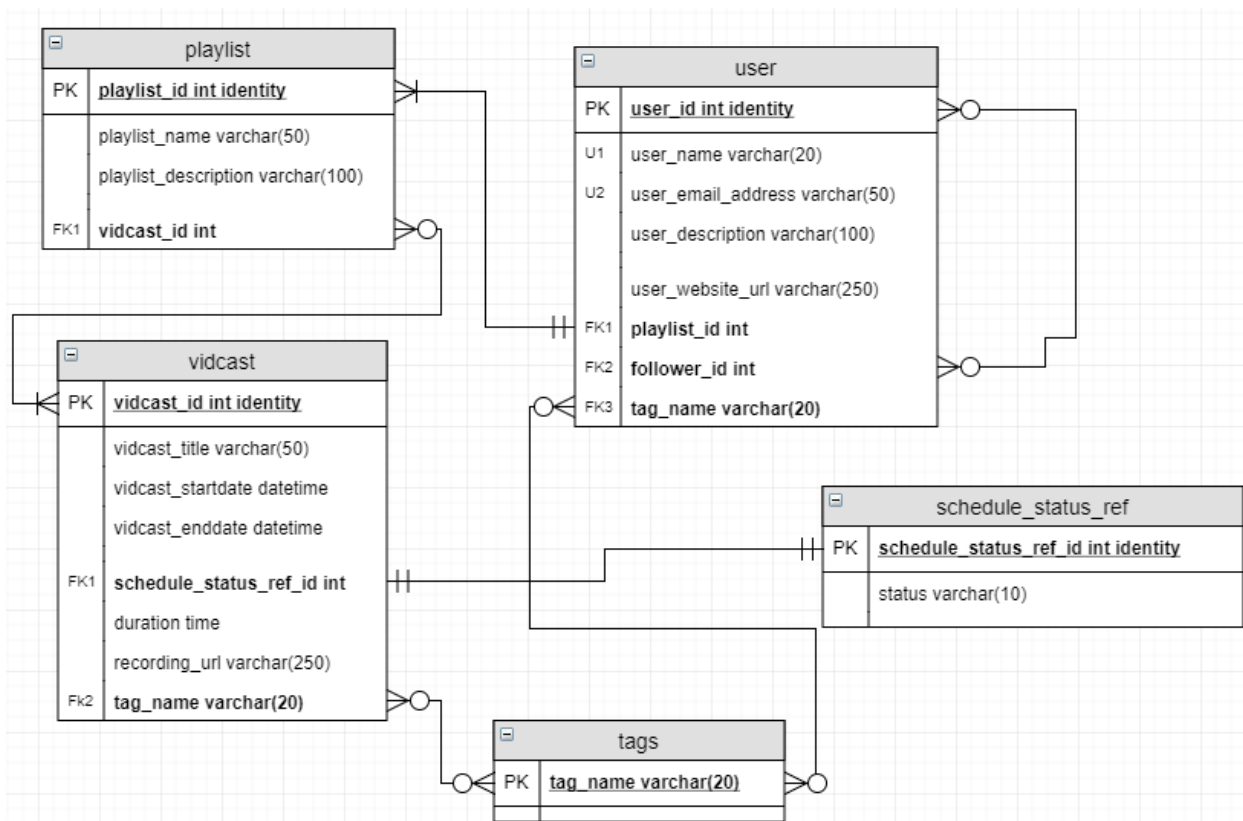 playlist
PK playlist_id int identity
playlist_name varchar(50)
playlist_description varchar(100)
FK1 vidcast_id int
user
PK user_id int identity
U1 user_name varchar(20)
U2 user_email_address varchar(50)
user_description varchar(100)
user_website_url varchar(250)
FK1 playlist_id int
FK2 follower_id int
FK3 tag_name varchar(20)
vidcast
PK vidcast_id int identity
vidcast_title varchar(50)
vidcast_startdate datetime
vidcast_enddate datetime
FK1 schedule_status_ref_id int
duration time
recording_url varchar(250)
Fk2 tag_name varchar(20)
schedule_status_ref
PK schedule_status_ref_id int identity
status varchar(10)
tags
PK tag_name varchar(20)